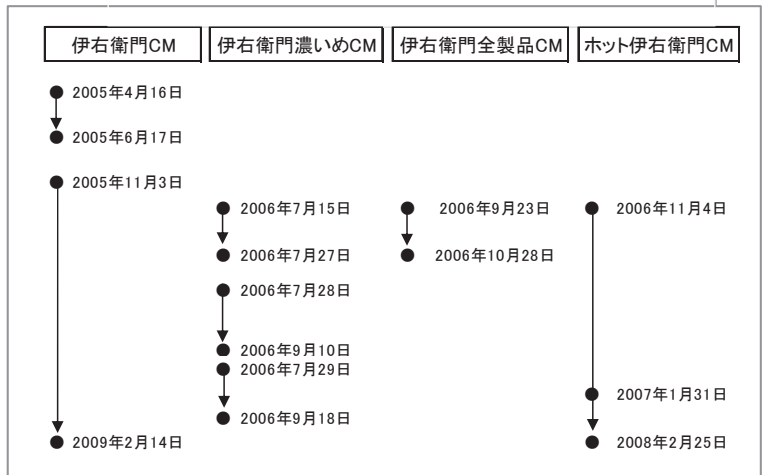 伊右衛門CM
伊右衛門濃いめCM
伊右衛門全製品CM
ホット伊右衛門CM
2005年4月16日
2005年6月17日
2005年11月3日
2009年2月14日
2006年7月15日
2006年7月27日
2006年7月28日
2006年9月10日
2006年7月29日
2006年9月18日
2006年9月23日
2006年10月28日
2006年11月4日
2007年1月31日
2008年2月25日